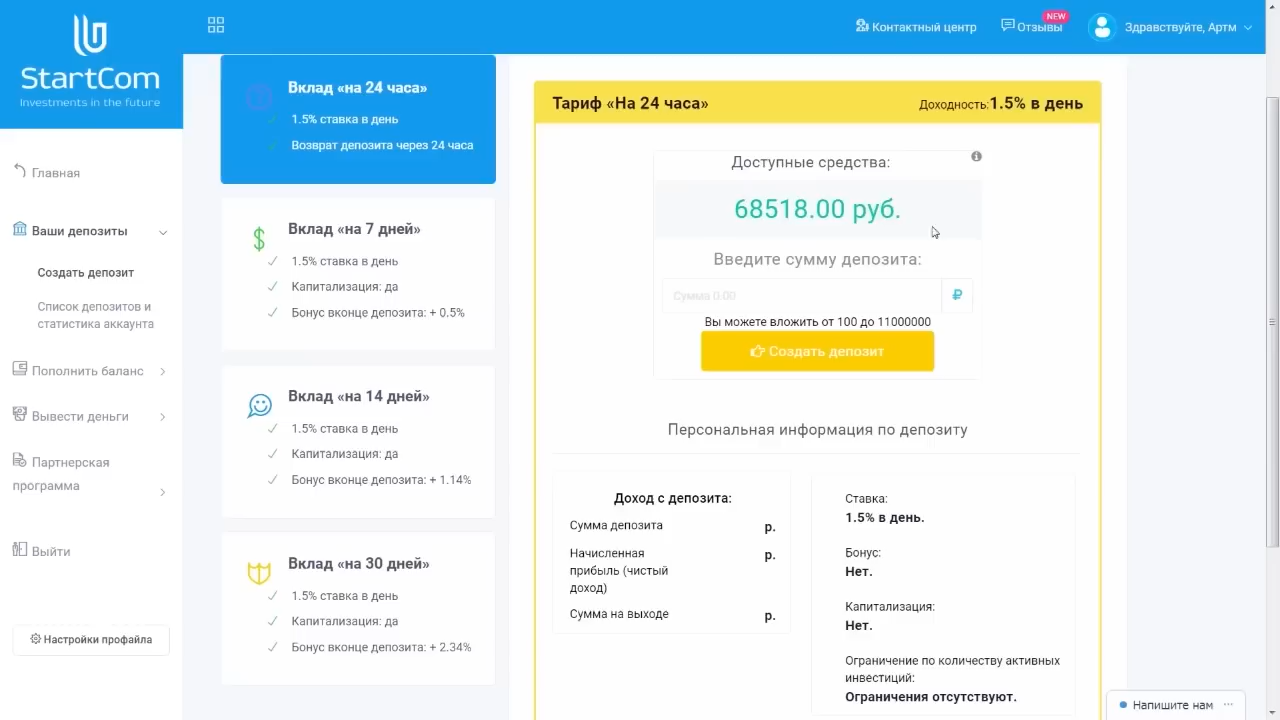 StartCom
Investments in the future
Контактный центр
Отзывы
NEW
Здравствуйте, Артм
Главная
Ваши депозиты
Создать депозит
Список депозитов и
статистика аккаунта
Пополнить баланс
Вывести деньги
Партнерская
программа
Выйти
Настройки профайла
Вклад «на 24 часа»
1.5% ставка в день
Возврат депозита через 24 часа
Вклад «на 7 дней»
1.5% ставка в день
Капитализация: да
Бонус вконце депозита: + 0.5%
Вклад «на 14 дней»
1.5% ставка в день
Капитализация: да
Бонус вконце депозита: + 1.14%
Вклад «на 30 дней»
1.5% ставка в день
Капитализация: да
Бонус вконце депозита: + 2.34%
Тариф «На 24 часа»
Доходность:1.5% в день
Доступные средства:
68518.00 руб.
Введите сумму депозита:
Сумма 0.00
₽
Вы можете вложить от 100 до 11000000
Создать депозит
Персональная информация по депозиту
Доход с депозита:
Сумма депозита р.
Начисленная р.
прибыль (чистый
доход)
Сумма на выходе р.
Ставка:
1.5% в день.
Бонус:
Нет.
Капитализация:
Нет.
Ограничение по количеству активных
инвестиций:
Ограничения отсутствуют.
Напишите нам